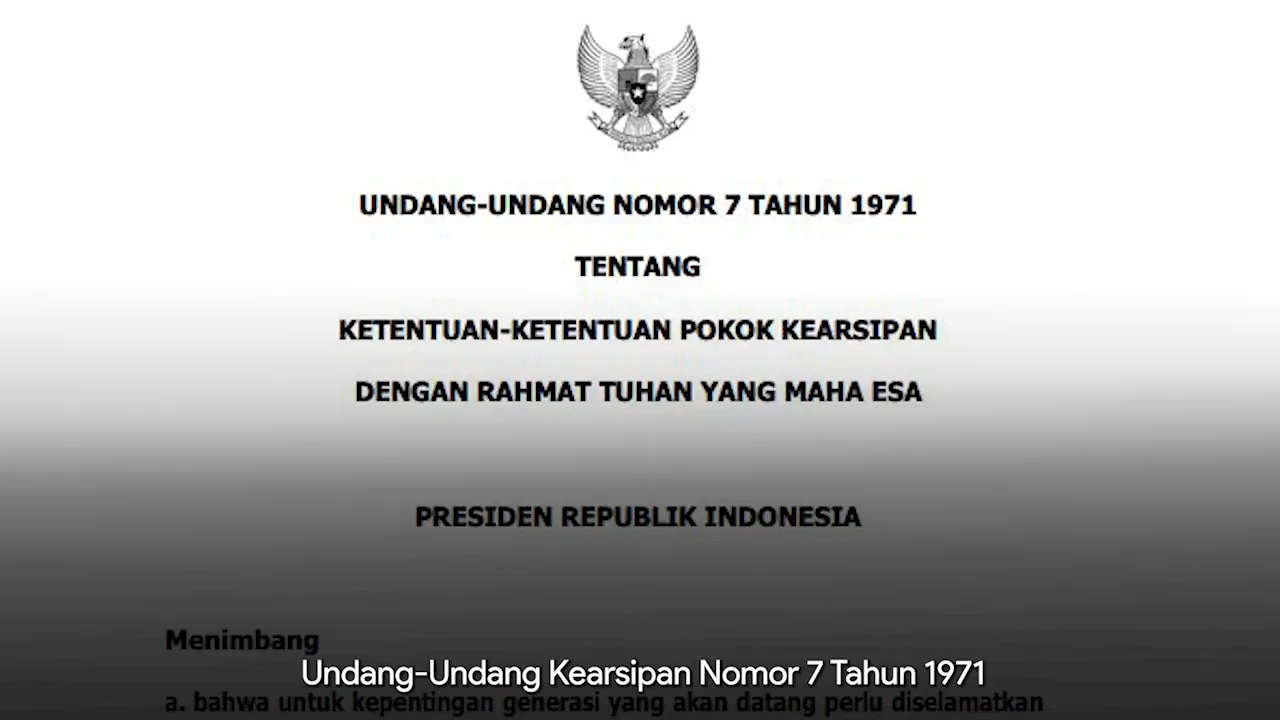 UNDANG-UNDANG NOMOR 7 TAHUN 1971
TENTANG
KETENTUAN-KETENTUAN POKOK KEARSIPAN
DENGAN RAHMAT TUHAN YANG MAHA ESA
PRESIDEN REPUBLIK INDONESIA
Menimbang
Undang-Undang Kearsipan Nomor 7 Tahun 1971
a. bahwa untuk kepentingan generasi yang akan datang perlu diselamatkan